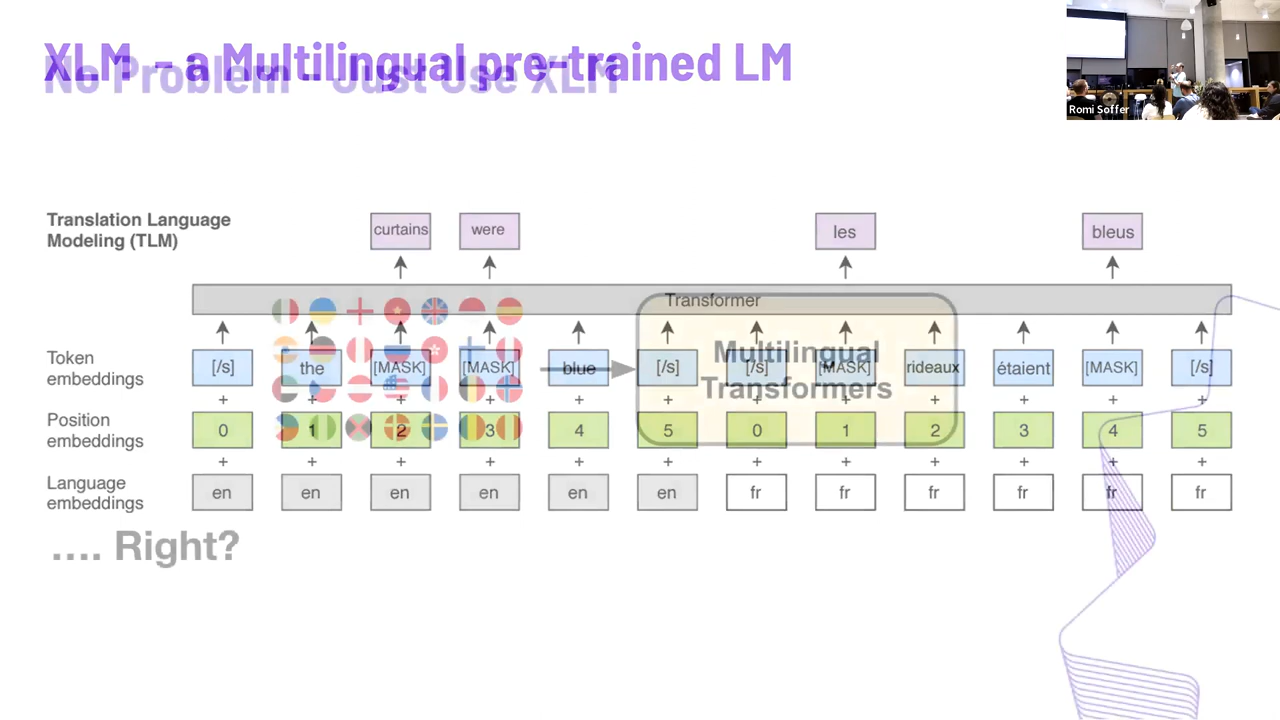 XLM - a Multilingual pre-trained LM
No Problem - Just Use XLM
Romi Soffer
Translation Language
Modeling (TLM)
curtains were les bleus
Transformer
Token
embeddings
[/s] the [MASK] [MASK] blue [/s] [/s] [MASK] rideaux étaient [MASK] [/s]
Multilingual
Transformers
+ + + + + + + + + + + +
Position
embeddings
0 1 2 3 4 5 0 1 2 3 4 5
+ + + + + + + + + + + +
Language
embeddings
en en en en en en fr fr fr fr fr fr
.... Right?